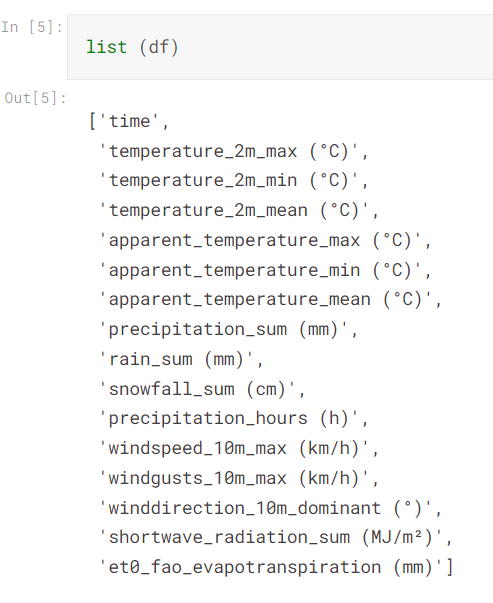 In [5]:
list (df)
Out[5]:
['time',
'temperature_2m_max (°C)',
'temperature_2m_min (°C)',
'temperature_2m_mean (°C)',
'apparent_temperature_max (°C)',
'apparent_temperature_min (°C)',
'apparent_temperature_mean (°C)',
'precipitation_sum (mm)',
'rain_sum (mm)',
'snowfall_sum (cm)',
'precipitation_hours (h)',
'windspeed_10m_max (km/h)',
'windgusts_10m_max (km/h)',
'winddirection_10m_dominant (°)',
'shortwave_radiation_sum (MJ/m²)',
'et0_fao_evapotranspiration (mm)']